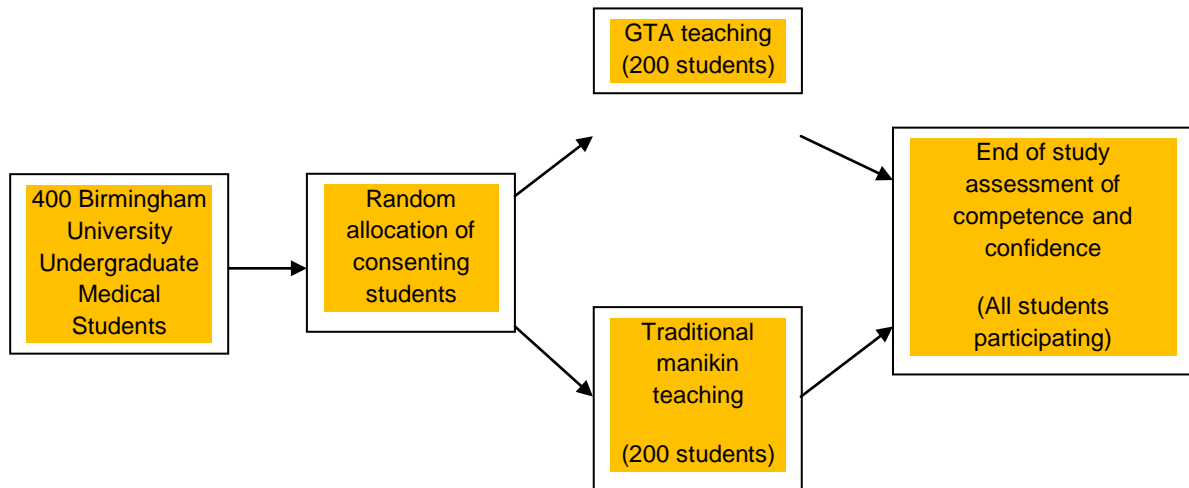 400 Birmingham
University
Undergraduate
Medical
Students
Random
allocation of
consenting
students
GTA teaching
(200 students)
Traditional
manikin
teaching
(200 students)
End of study
assessment of
competence and
confidence
(All students
participating)